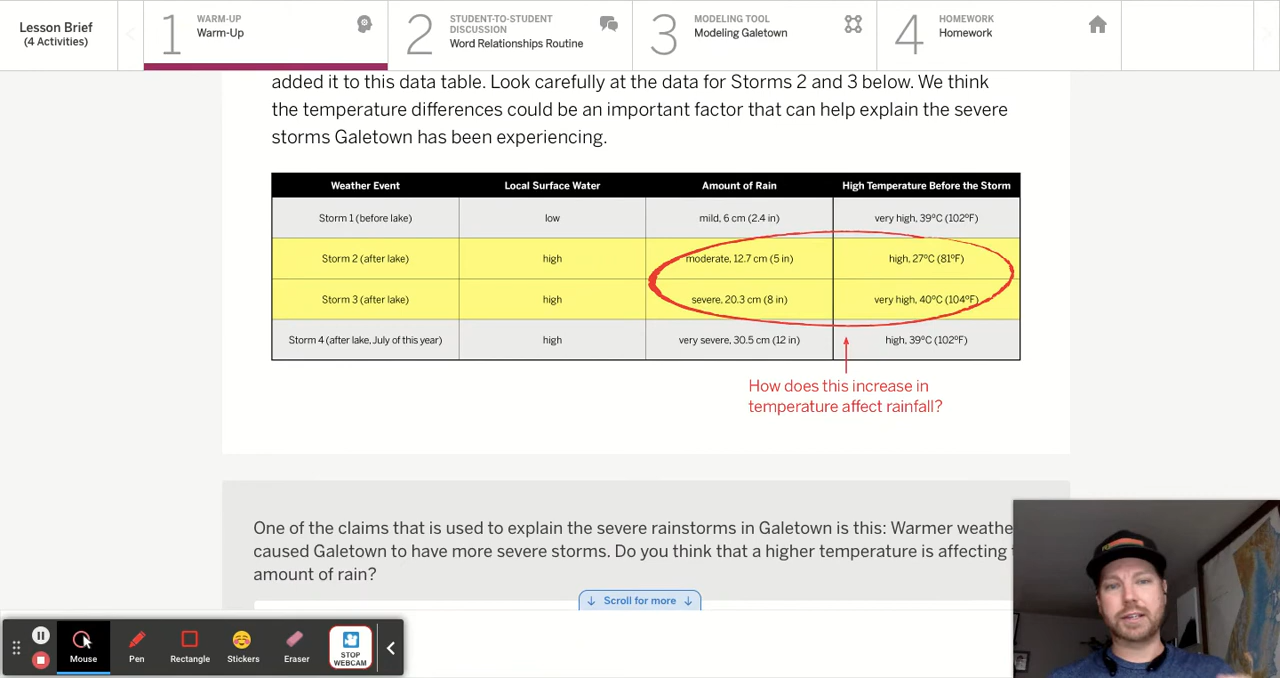 Lesson Brief
(4 Activities)
1
WARM-UP
Warm-Up
2
STUDENT-TO-STUDENT
DISCUSSION
Word Relationships Routine
3
MODELING TOOL
Modeling Galetown
4
HOMEWORK
Homework
added it to this data table. Look carefully at the data for Storms 2 and 3 below. We think
the temperature differences could be an important factor that can help explain the severe
storms Galetown has been experiencing.
Weather Event Local Surface Water Amount of Rain High Temperature Before the Storm
Storm 1 (before lake) low mild, 6 cm (2.4 in) very high, 39°C (102°F)
Storm 2 (after lake) high moderate, 12.7 cm (5 in) high, 27°C (81°F)
Storm 3 (after lake) high severe, 20.3 cm (8 in) very high, 40°C (104°F)
Storm 4 (after lake, July of this year) high very severe, 30.5 cm (12 in) high, 39°C (102°F)
How does this increase in
temperature affect rainfall?
One of the claims that is used to explain the severe rainstorms in Galetown is this: Warmer weathe
caused Galetown to have more severe storms. Do you think that a higher temperature is affecting
amount of rain?
Scroll for more
Mouse
Pen
Rectangle
Stickers
Eraser
STOP
WEBCAM